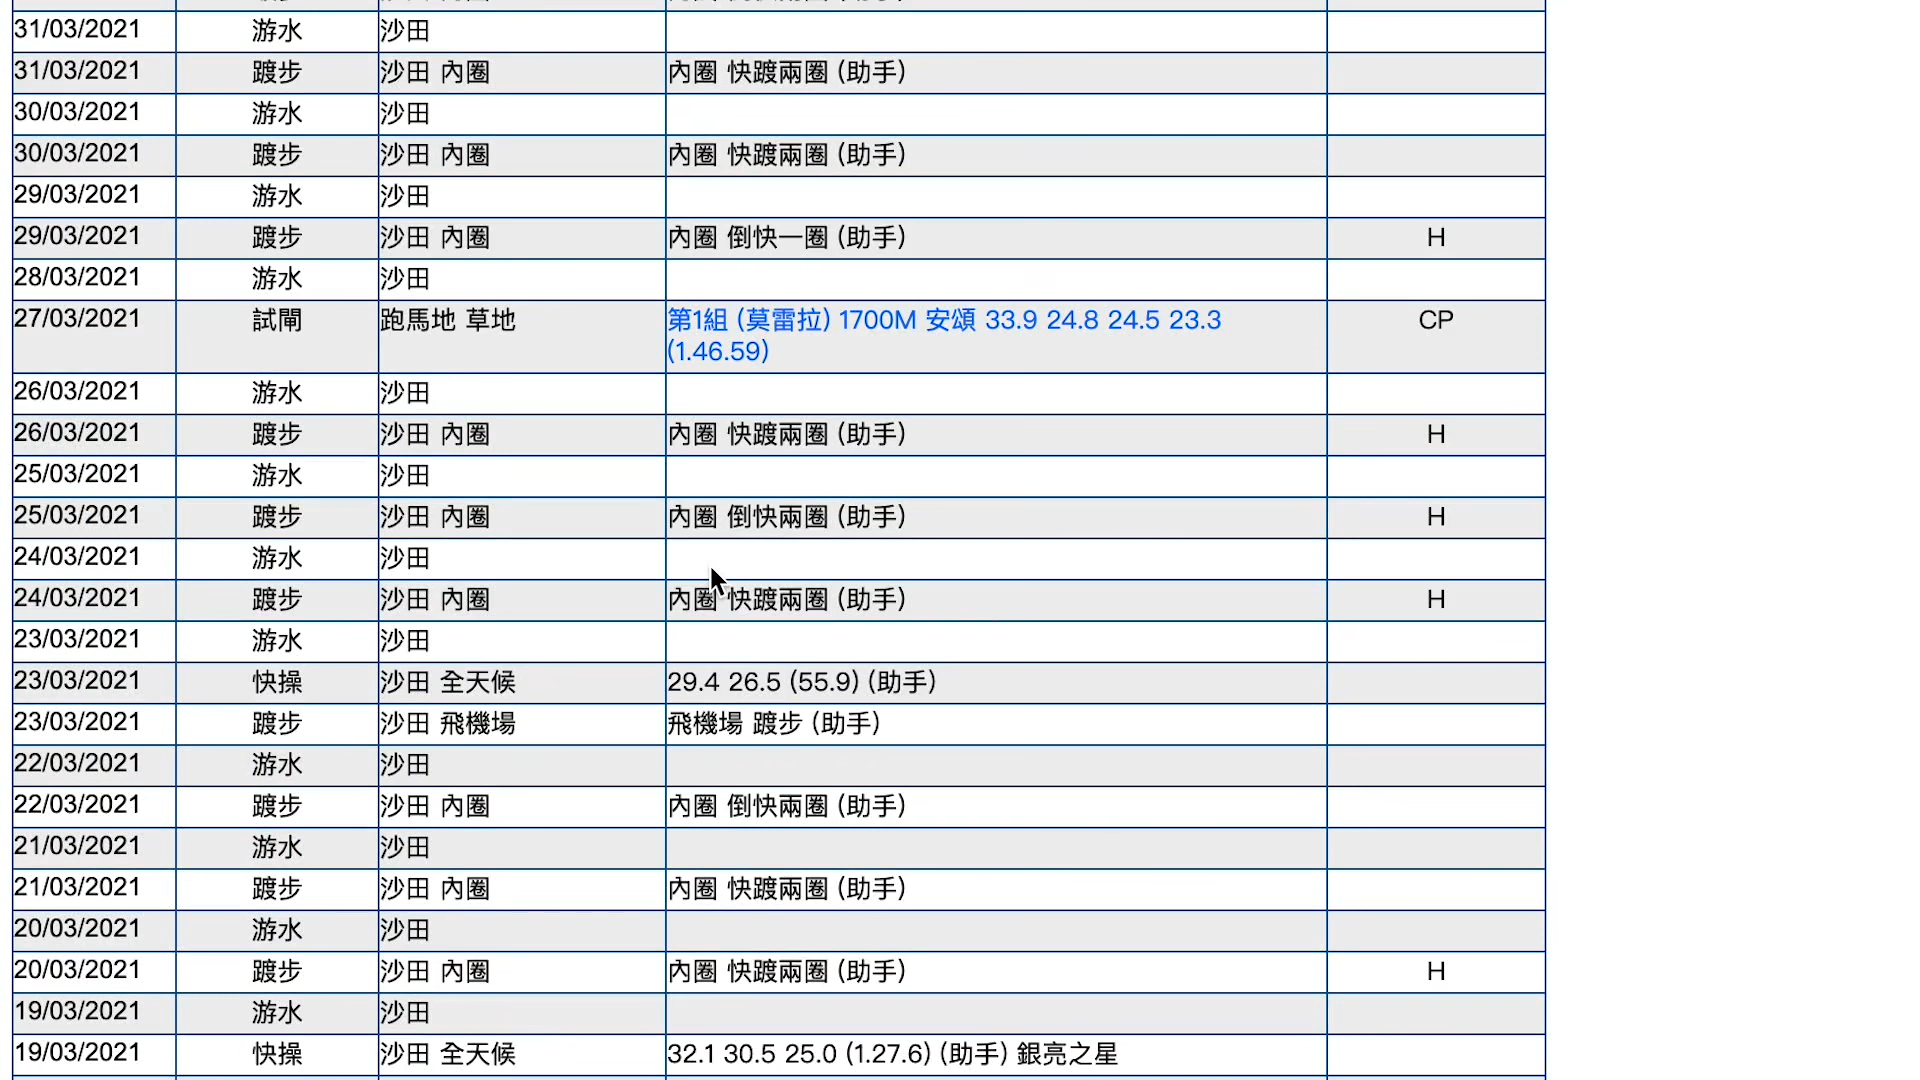 31/03/2021 游水 沙田
31/03/2021 踱步 沙田 內圈 內圈 快踱兩圈 (助手)
30/03/2021 游水 沙田
30/03/2021 踱步 沙田 內圈 內圈 快踱兩圈 (助手)
29/03/2021 游水 沙田
29/03/2021 踱步 沙田 內圈 內圈 倒快一圈 (助手) H
28/03/2021 游水 沙田
27/03/2021 試閘 跑馬地 草地 第1組 (莫雷拉) 1700M 安頌 33.9 24.8 24.5 23.3 CP
(1.46.59)
26/03/2021 游水 沙田
26/03/2021 踱步 沙田 內圈 內圈 快踱兩圈 (助手) H
25/03/2021 游水 沙田
25/03/2021 踱步 沙田 內圈 內圈 倒快兩圈 (助手) H
24/03/2021 游水 沙田
24/03/2021 踱步 沙田 內圈 內圈 快踱兩圈 (助手) H
23/03/2021 游水 沙田
23/03/2021 快操 沙田 全天候 29.4 26.5 (55.9) (助手)
23/03/2021 踱步 沙田 飛機場 飛機場 踱步 (助手)
22/03/2021 游水 沙田
22/03/2021 踱步 沙田 內圈 內圈 倒快兩圈 (助手)
21/03/2021 游水 沙田
21/03/2021 踱步 沙田 內圈 內圈 快踱兩圈 (助手)
20/03/2021 游水 沙田
20/03/2021 踱步 沙田 內圈 內圈 快踱兩圈 (助手) H
19/03/2021 游水 沙田
19/03/2021 快操 沙田 全天候 32.1 30.5 25.0 (1.27.6) (助手) 銀亮之星